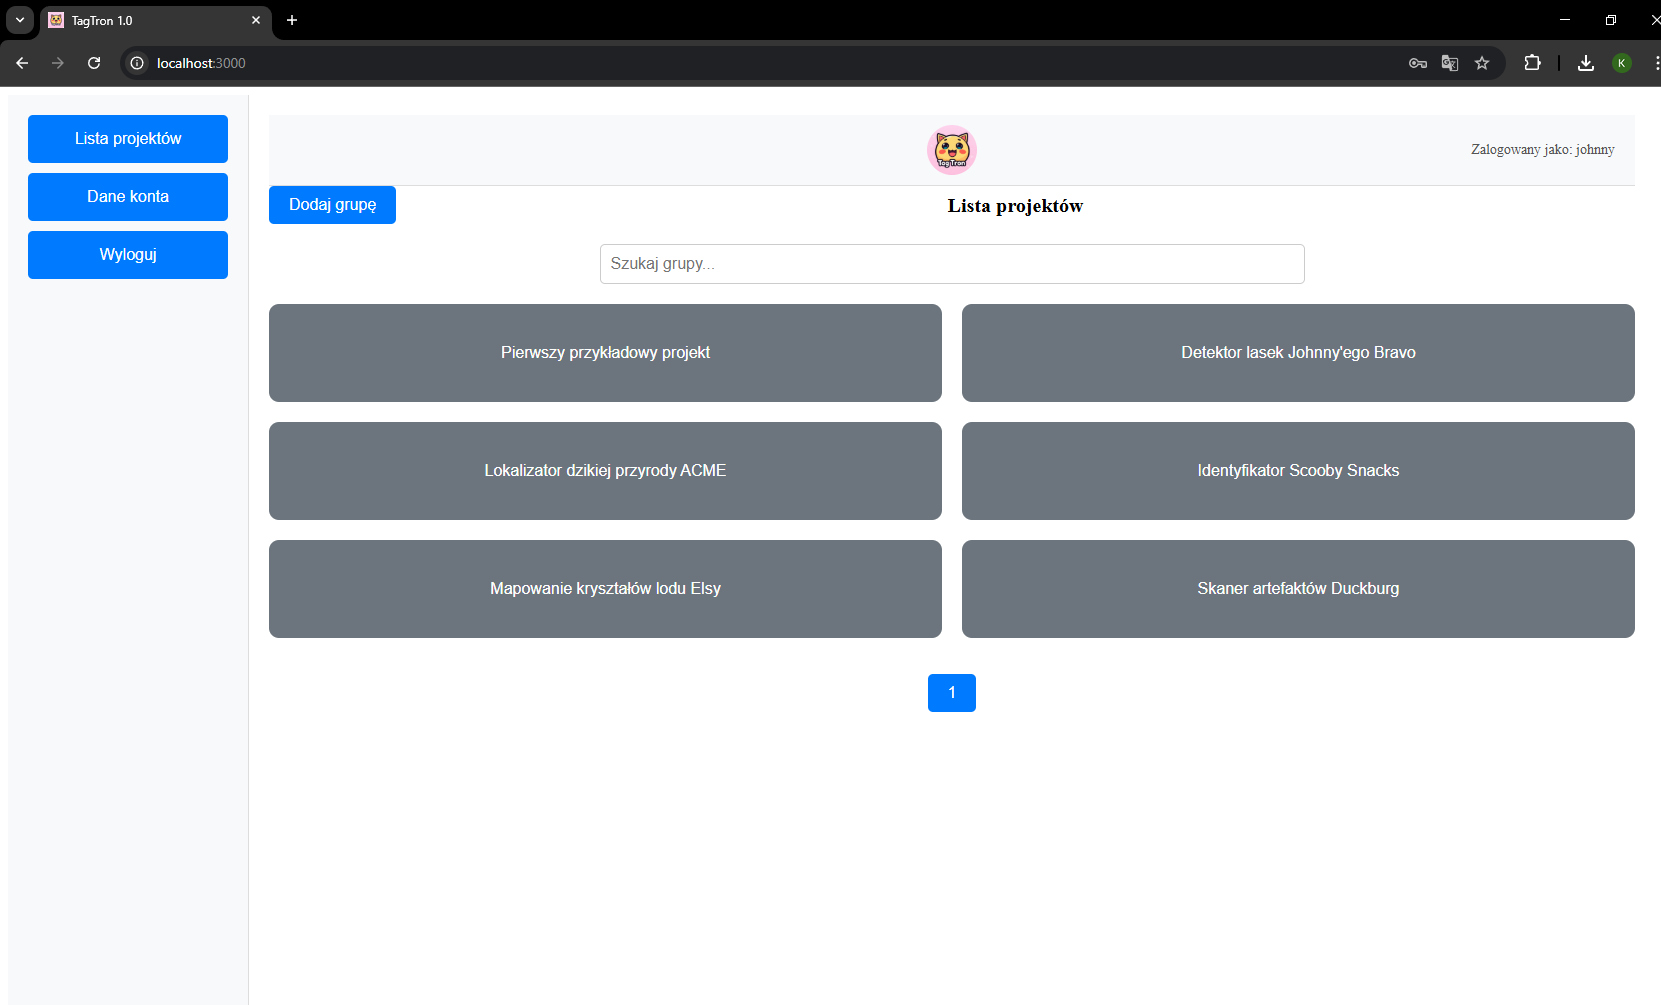 TagTron 1.0
localhost:3000
K
Lista projektów
Dane konta
Wyloguj
TagTron
Zalogowany jako: johnny
Dodaj grupę
Lista projektów
Szukaj grupy...
Pierwszy przykładowy projekt
Detektor lasek Johnny'ego Bravo
Lokalizator dzikiej przyrody ACME
Identyfikator Scooby Snacks
Mapowanie kryształów lodu Elsy
Skaner artefaktów Duckburg
1